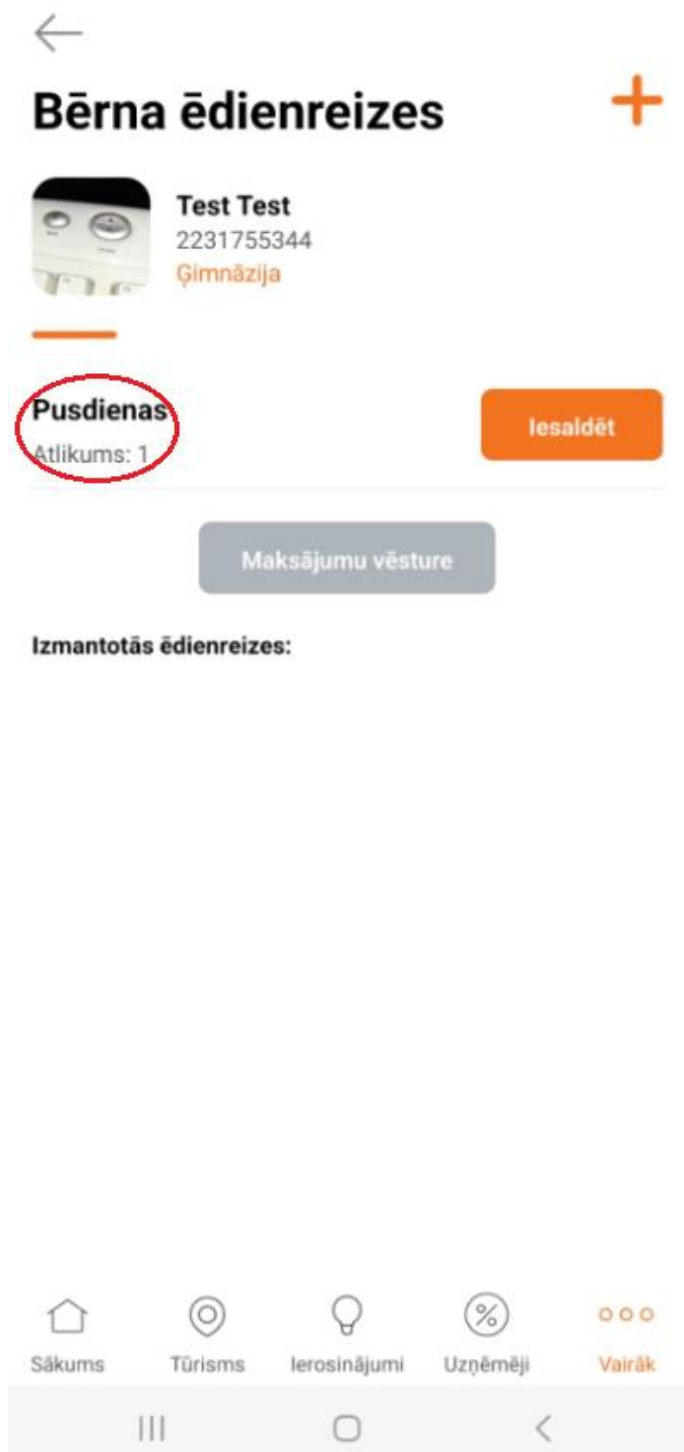 Bērna ēdienreizes
Test Test
2231755344
Ģimnāzija
Pusdienas
Atlikums: 1
Iesaldēt
Maksājumu vēsture
Izmantotās ēdienreizes:
Sākums
Tūrisms
Ierosinājumi
Uzņēmēji
Vairāk